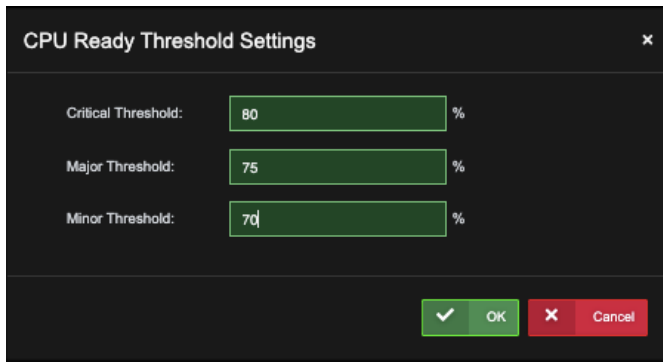 CPU Ready Threshold Settings ×
Critical Threshold: 80 %
Major Threshold: 75 %
Minor Threshold: 70 %
OK Cancel